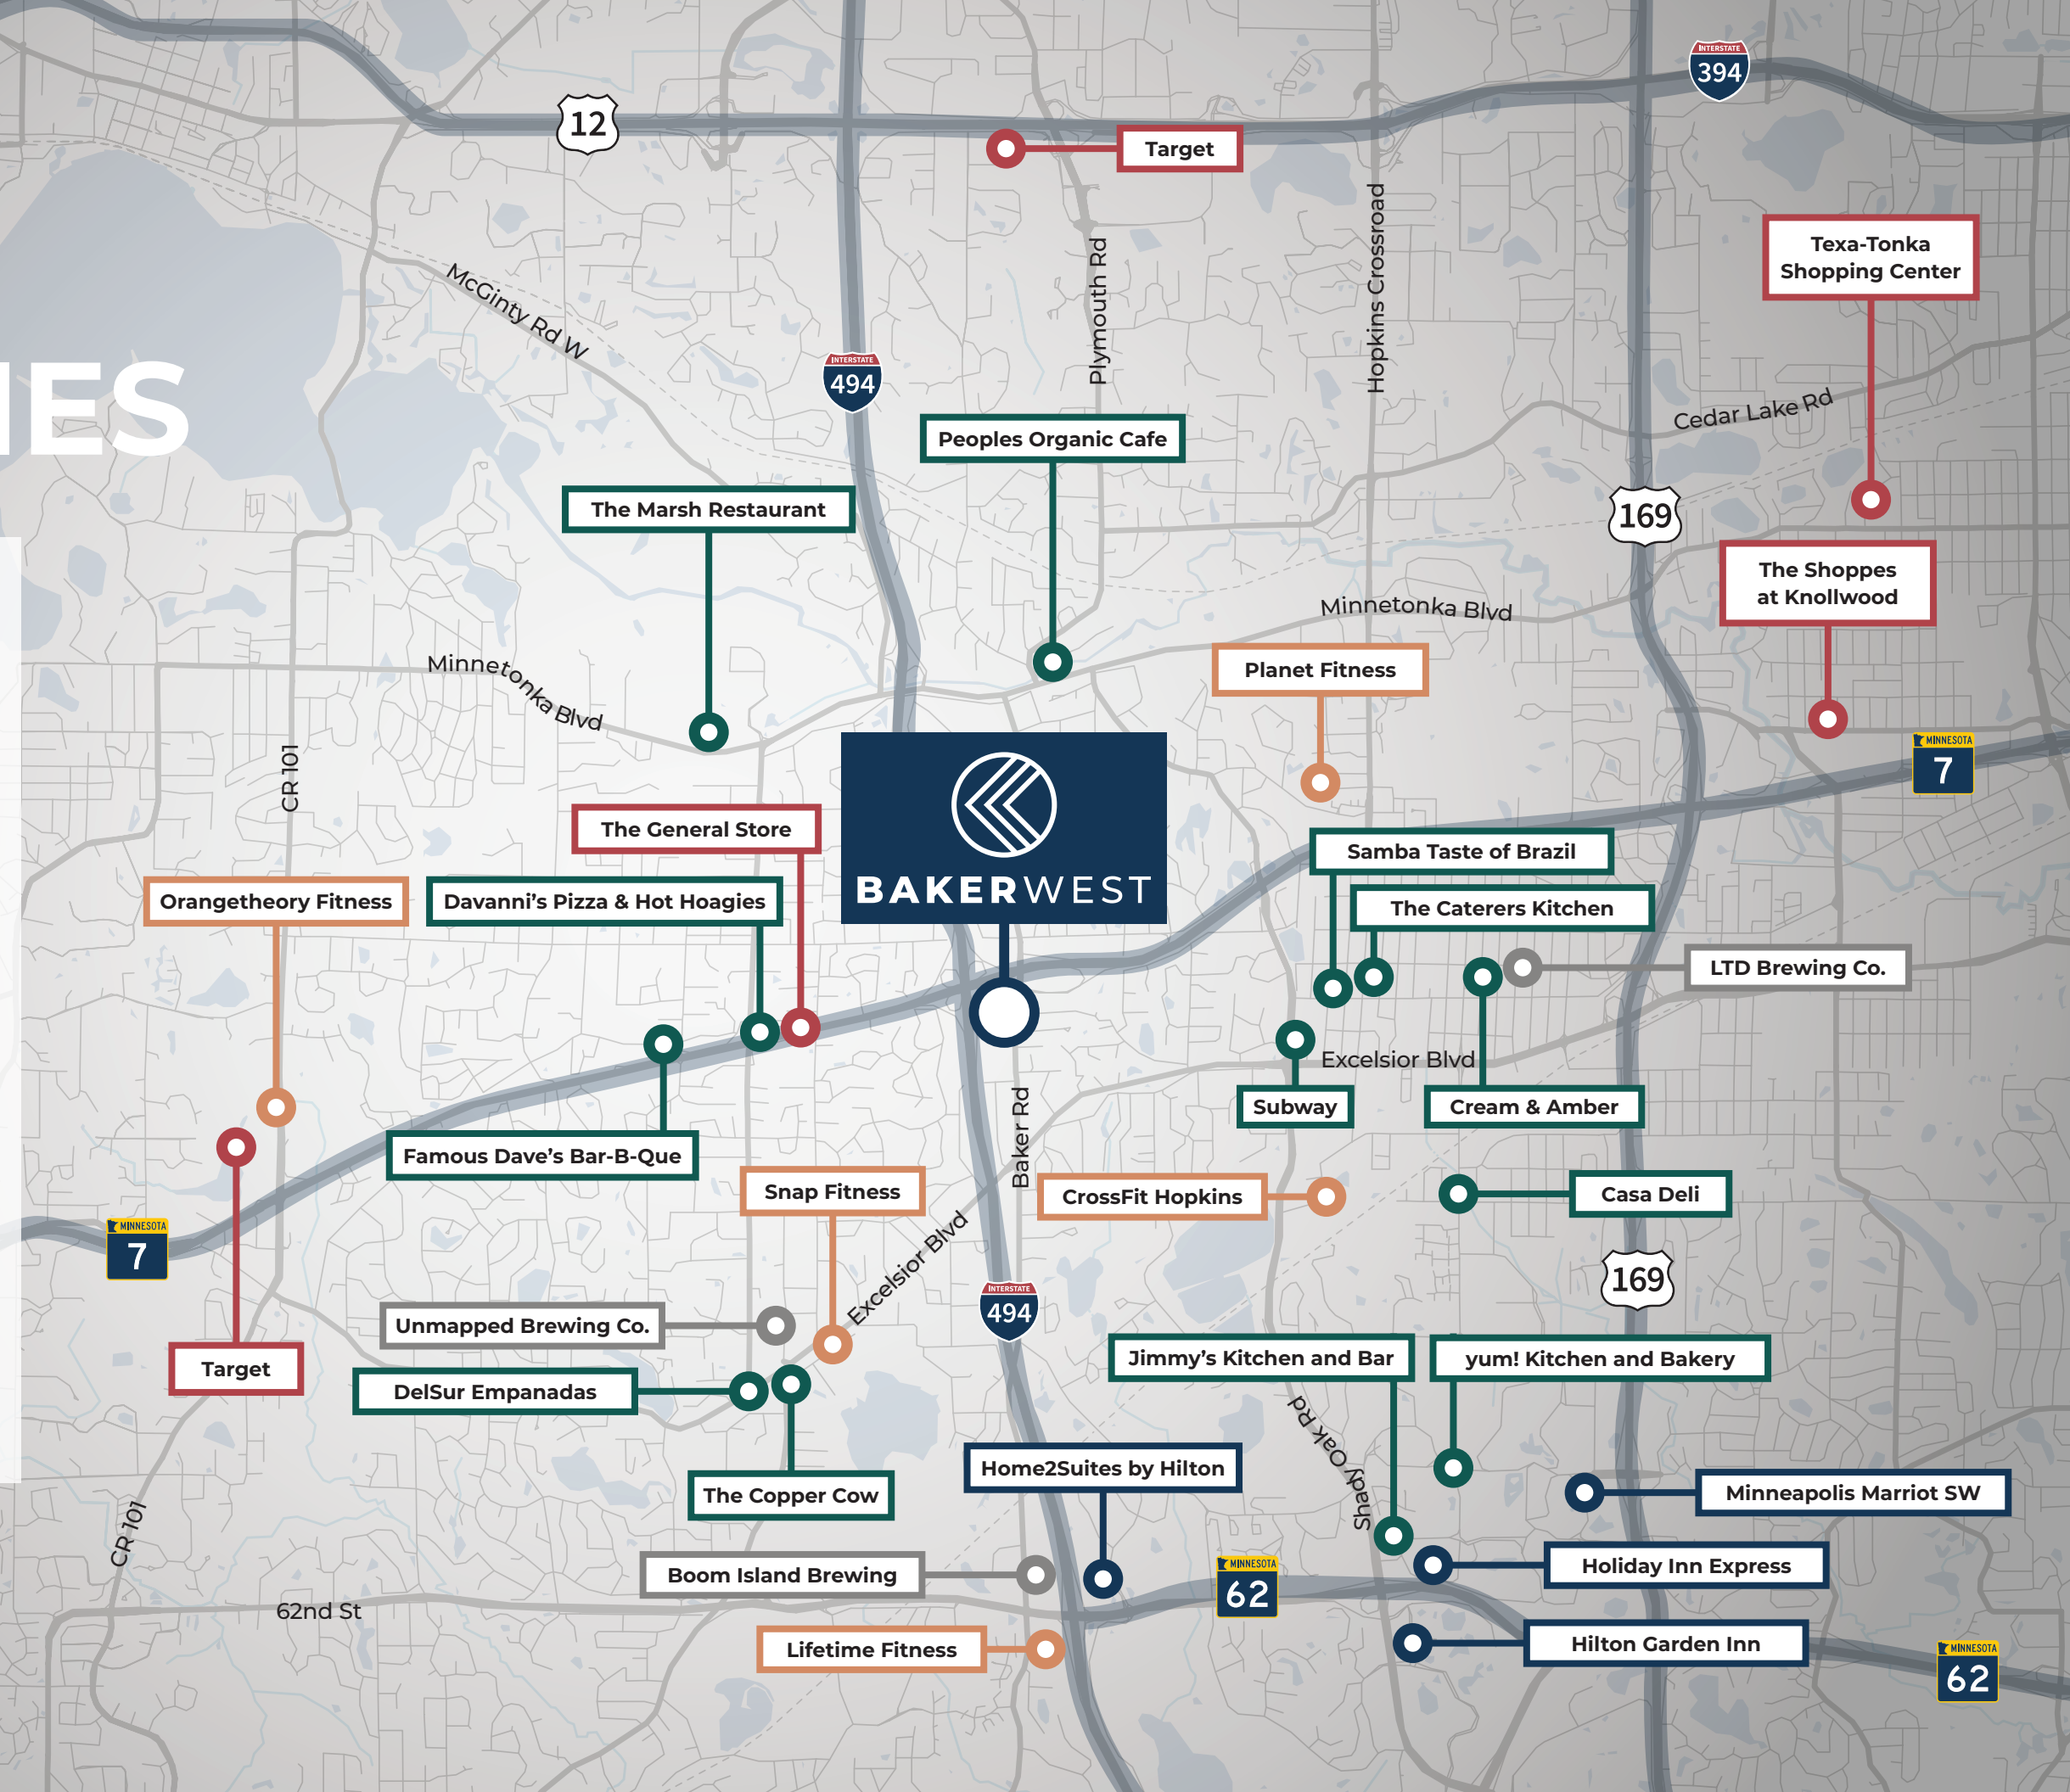 INTERSTATE
394
12
Target
Texa-Tonka
Shopping Center
Hopkins Crossroad
Plymouth Rd
McGinty Rd W
INTERSTATE
494
IES
Cedar Lake Rd
Peoples Organic Cafe
The Marsh Restaurant
169
The Shoppes
at Knollwood
Minnetonka Blvd
Minnetonka Blvd
Planet Fitness
MINNESOTA
7
CR 101
The General Store
BAKERWEST
Samba Taste of Brazil
Orangetheory Fitness
Davanni’s Pizza & Hot Hoagies
The Caterers Kitchen
LTD Brewing Co.
Excelsior Blvd
Subway
Cream & Amber
Baker Rd
Famous Dave’s Bar-B-Que
Snap Fitness
CrossFit Hopkins
Casa Deli
MINNESOTA
7
Excelsior Blvd
169
INTERSTATE
494
Unmapped Brewing Co.
Target
DelSur Empanadas
Jimmy’s Kitchen and Bar
yum! Kitchen and Bakery
Shady Oak Rd
Home2Suites by Hilton
The Copper Cow
Minneapolis Marriot SW
CR 101
Boom Island Brewing
Holiday Inn Express
MINNESOTA
62
62nd St
Lifetime Fitness
Hilton Garden Inn
MINNESOTA
62